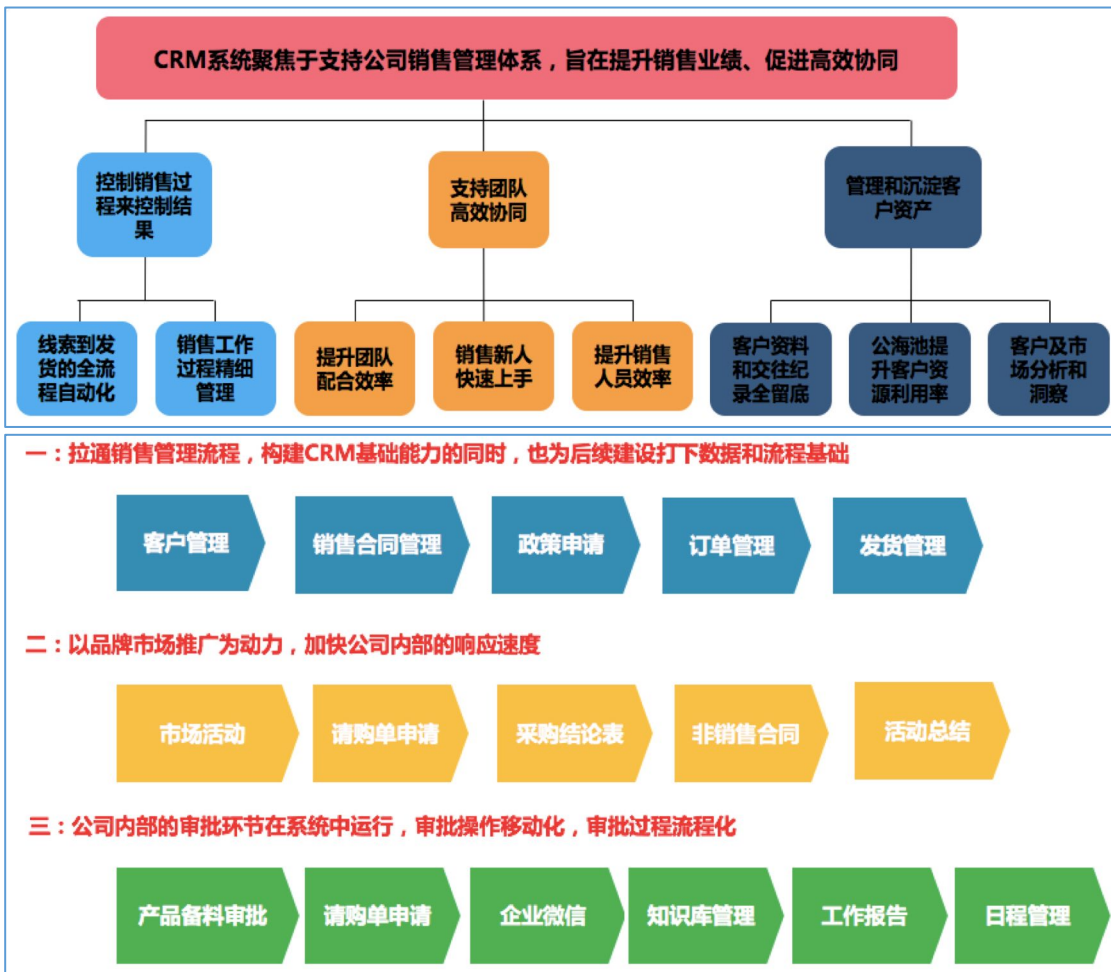 CRM系统聚焦于支持公司销售管理体系，旨在提升销售业绩、促进高效协同
控制销售过
程来控制结
果
支持团队
高效协同
管理和沉淀客
户资产
线索到发
货的全流
程自动化
销售工作
过程精细
管理
提升团队
配合效率
销售新人
快速上手
提升销售
人员效率
客户资料
和交往纪
录全留底
公海池提
升客户资
源利用率
客户及市
场分析和
洞察
一：拉通销售管理流程，构建CRM基础能力的同时，也为后续建设打下数据和流程基础
客户管理
销售合同管理
政策申请
订单管理
发货管理
二：以品牌市场推广为动力，加快公司内部的响应速度
市场活动
请购单申请
采购结论表
非销售合同
活动总结
三：公司内部的审批环节在系统中运行，审批操作移动化，审批过程流程化
产品备料审批
请购单申请
企业微信
知识库管理
工作报告
日程管理